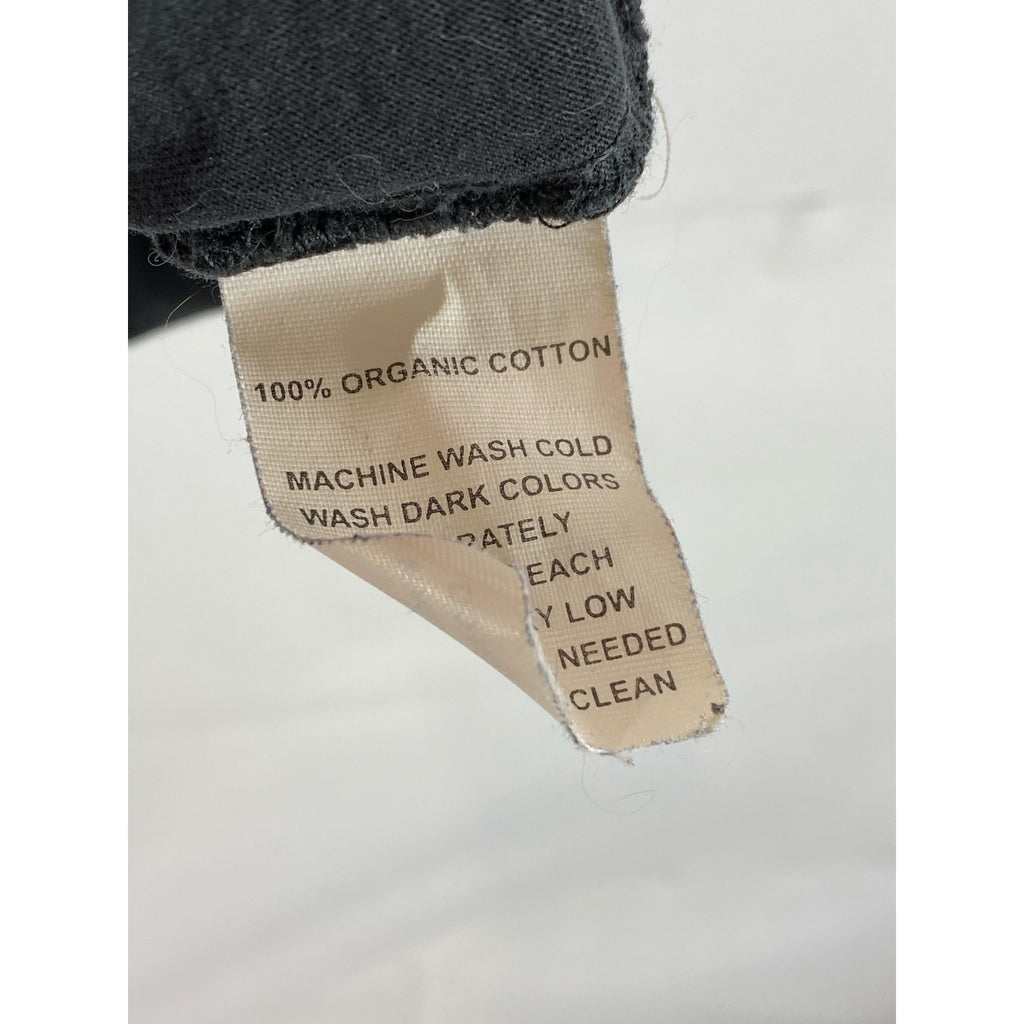 100% ORGANIC COTTON
MACHINE WASH COLD
WASH DARK COLORS
RATELY
EACH
Y LOW
NEEDED
CLEAN